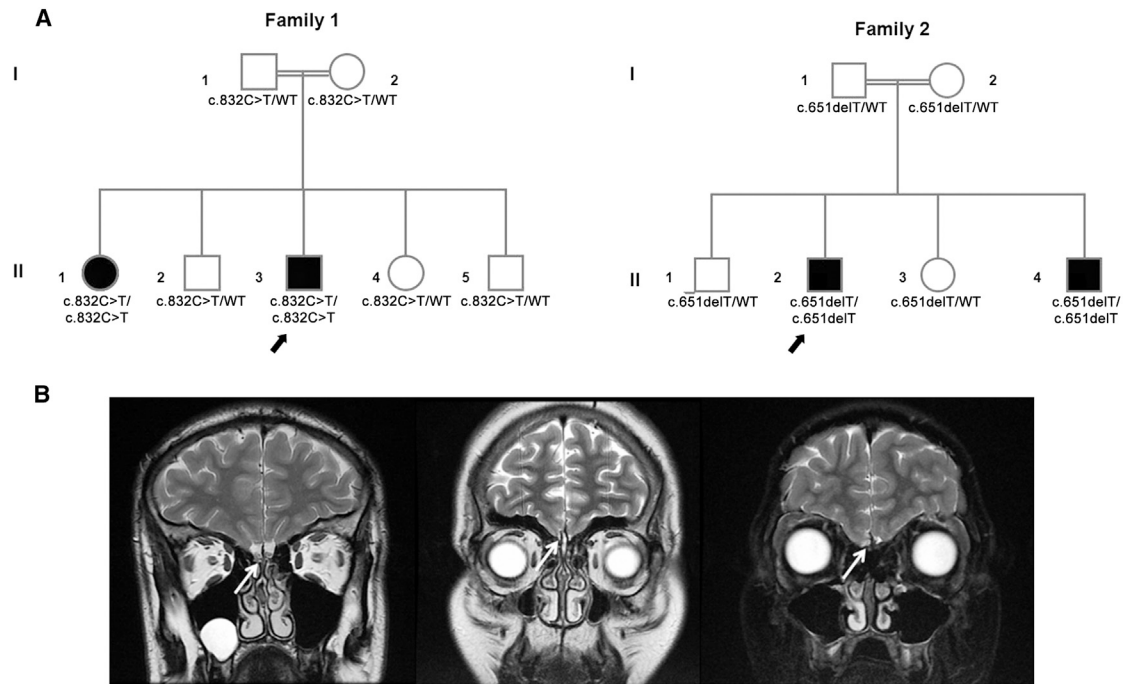 A
Family 1
Family 2
I
1
2
c.832C>T/WT
c.832C>T/WT
I
1
2
c.651delT/WT
c.651delT/WT
II
1
c.832C>T/
c.832C>T
2
c.832C>T/WT
3
c.832C>T/
c.832C>T
4
c.832C>T/WT
5
c.832C>T/WT
II
1
c.651delT/WT
2
c.651delT/
c.651delT
3
c.651delT/WT
4
c.651delT/
c.651delT
B